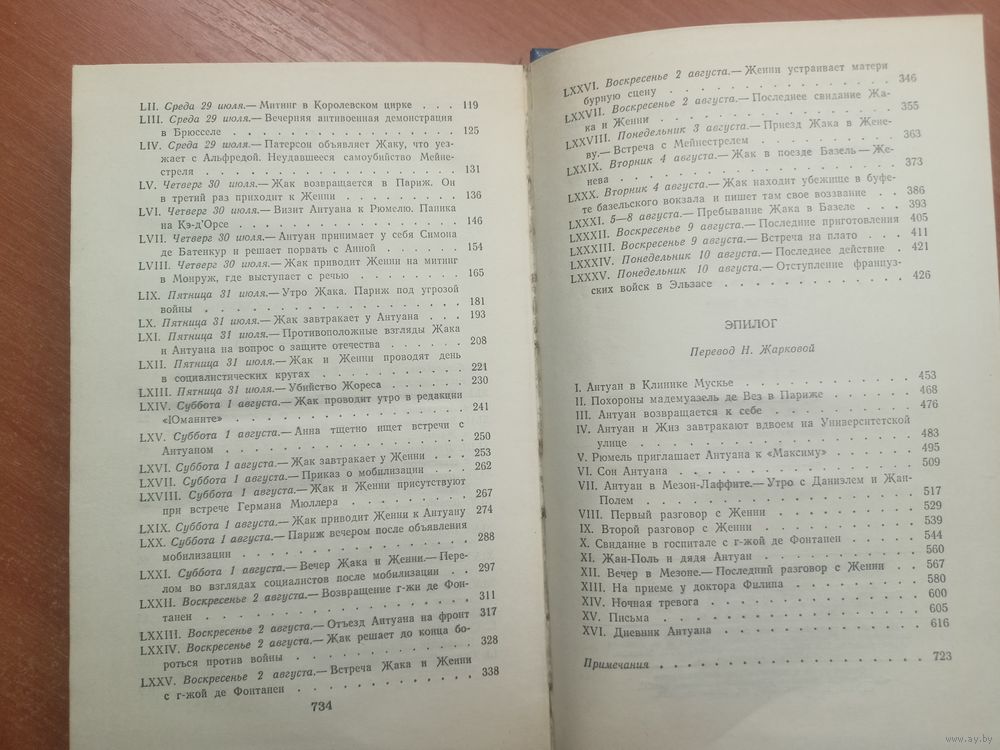 LII. Среда 29 июля.— Митинг в Королевском цирке . . . 119
LIII. Среда 29 июля.— Вечерняя антивоенная демонстрация
в Брюсселе . . . . . . . . . . . . . . . . . 125
LIV. Среда 29 июля.— Патерсон объявляет Жаку, что уез-
жает с Альфредой. Неудавшееся самоубийство Мейне-
стреля . . . . . . . . . . . . . . . . . . 131
LV. Четверг 30 июля.— Жак возвращается в Париж. Он
в третий раз приходит к Женни . . . . . . . . . 136
LVI. Четверг 30 июля.— Визит Антуана к Рюмелю. Паника
на Кэ-д'Орсе . . . . . . . . . . . . . . . . 146
LVII. Четверг 30 июля.— Антуан принимает у себя Симона
де Батенкур и решает порвать с Анной . . . . . . 154
LVIII. Четверг 30 июля.— Жак приводит Женни на митинг
в Монруж, где выступает с речью . . . . . . . . 165
LIX. Пятница 31 июля.— Утро Жака. Париж под угрозой
войны . . . . . . . . . . . . . . . . . . . 181
LX. Пятница 31 июля.— Жак завтракает у Антуана . . . 193
LXI. Пятница 31 июля.— Противоположные взгляды Жака
и Антуана на вопрос о защите отечества . . . . . . 208
LXII. Пятница 31 июля.— Жак и Женни проводят день
в социалистических кругах . . . . . . . . . . . 221
LXIII. Пятница 31 июля.— Убийство Жореса . . . . . . 230
LXIV. Суббота 1 августа.— Жак проводит утро в редакции
«Юманите» . . . . . . . . . . . . . . . . . 241
LXV. Суббота 1 августа.— Анна тщетно ищет встречи с
Антуаном . . . . . . . . . . . . . . . . . . 250
LXVI. Суббота 1 августа.— Жак завтракает у Женни . . . 253
LXVII. Суббота 1 августа.— Приказ о мобилизации . . . . 262
LXVIII. Суббота 1 августа.— Жак и Женни присутствуют
при встрече Германа Мюллера . . . . . . . . . . 267
LXIX. Суббота 1 августа.— Жак приводит Женни к Антуану 274
LXX. Суббота 1 августа.— Париж вечером после объявления
мобилизации . . . . . . . . . . . . . . . . 288
LXXI. Суббота 1 августа.— Вечер Жака и Женни.— Пере-
лом во взглядах социалистов после мобилизации . . 297
LXXII. Воскресенье 2 августа.— Возвращение г-жи де Фон-
танен . . . . . . . . . . . . . . . . . . . 311
LXXIII. Воскресенье 2 августа.— Отъезд Антуана на фронт 317
LXXIV. Воскресенье 2 августа.— Жак решает до конца бо-
роться против войны . . . . . . . . . . . . . 328
LXXV. Воскресенье 2 августа.— Встреча Жака и Женни
с г-жой де Фонтанен . . . . . . . . . . . . . 338
734
LXXVI. Воскресенье 2 августа.— Женни устраивает матери
бурную сцену . . . . . . . . . . . . . . . . 346
LXXVII. Воскресенье 2 августа.— Последнее свидание Жа-
ка и Женни . . . . . . . . . . . . . . . . . 355
LXXVIII. Понедельник 3 августа.— Приезд Жака в Жене-
ву.— Встреча с Мейнестрелем . . . . . . . . . . 363
LXXIX. Вторник 4 августа.— Жак в поезде Базель — Же-
нева . . . . . . . . . . . . . . . . . . . . 373
LXXX. Вторник 4 августа.— Жак находит убежище в буфе-
те базельского вокзала и пишет там свое воззвание . 386
LXXXI. 5—8 августа.— Пребывание Жака в Базеле . . . . 393
LXXXII. Воскресенье 9 августа.— Последние приготовления 405
LXXXIII. Воскресенье 9 августа.— Встреча на плато . . . 411
LXXXIV. Понедельник 10 августа.— Последнее действие . 421
LXXXV. Понедельник 10 августа.— Отступление француз-
ских войск в Эльзасе . . . . . . . . . . . . . 426
ЭПИЛОГ
Перевод Н. Жарковой
I. Антуан в Клинике Мускье . . . . . . . . . . . 453
II. Похороны мадемуазель де Вез в Париже . . . . . 468
III. Антуан возвращается к себе . . . . . . . . . . 476
IV. Антуан и Жиз завтракают вдвоем на Университетской
улице . . . . . . . . . . . . . . . . . . . 483
V. Рюмель приглашает Антуана к «Максиму» . . . . . 495
VI. Сон Антуана . . . . . . . . . . . . . . . . 509
VII. Антуан в Мезон-Лаффите.— Утро с Даниэлем и Жан-
Полем . . . . . . . . . . . . . . . . . . . 517
VIII. Первый разговор с Женни . . . . . . . . . . 529
IX. Второй разговор с Женни . . . . . . . . . . . 539
X. Свидание в госпитале с г-жой де Фонтанен . . . . 544
XI. Жан-Поль и дядя Антуан . . . . . . . . . . . 560
XII. Вечер в Мезоне.— Последний разговор с Женни . . 567
XIII. На приеме у доктора Филипа . . . . . . . . . 580
XIV. Ночная тревога . . . . . . . . . . . . . . 600
XV. Письма . . . . . . . . . . . . . . . . . . 605
XVI. Дневник Антуана . . . . . . . . . . . . . . 616
Примечания . . . . . . . . . . . . . . . . . . 723
www.ay.by